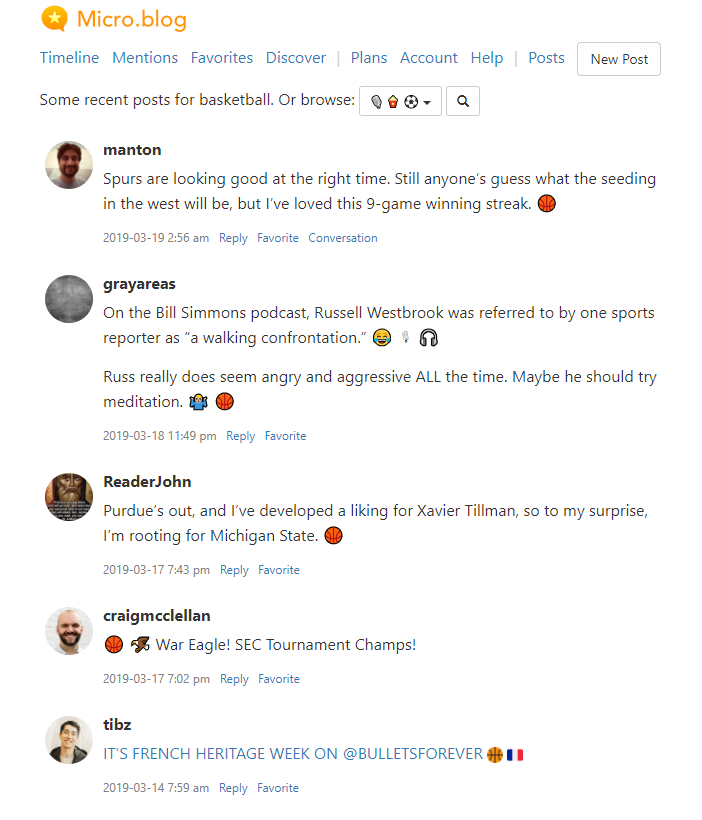 Micro.blog
Timeline Mentions Favorites Discover | Plans Account Help | Posts New Post
Some recent posts for basketball. Or browse:
manton
Spurs are looking good at the right time. Still anyone’s guess what the seeding
in the west will be, but I’ve loved this 9-game winning streak. 🏀
2019-03-19 2:56 am Reply Favorite Conversation
grayareas
On the Bill Simmons podcast, Russell Westbrook was referred to by one sports
reporter as “a walking confrontation.” 😂 🎙 🎧
Russ really does seem angry and aggressive ALL the time. Maybe he should try
meditation. 🤷🏼‍♂️ 🏀
2019-03-18 11:49 pm Reply Favorite
ReaderJohn
Purdue’s out, and I’ve developed a liking for Xavier Tillman, so to my surprise,
I’m rooting for Michigan State. 🏀
2019-03-17 7:43 pm Reply Favorite
craigmcclellan
🏀 🦅 War Eagle! SEC Tournament Champs!
2019-03-17 7:02 pm Reply Favorite
tibz
IT’S FRENCH HERITAGE WEEK ON @BULLETSFOREVER 🏀🇫🇷
2019-03-14 7:59 am Reply Favorite